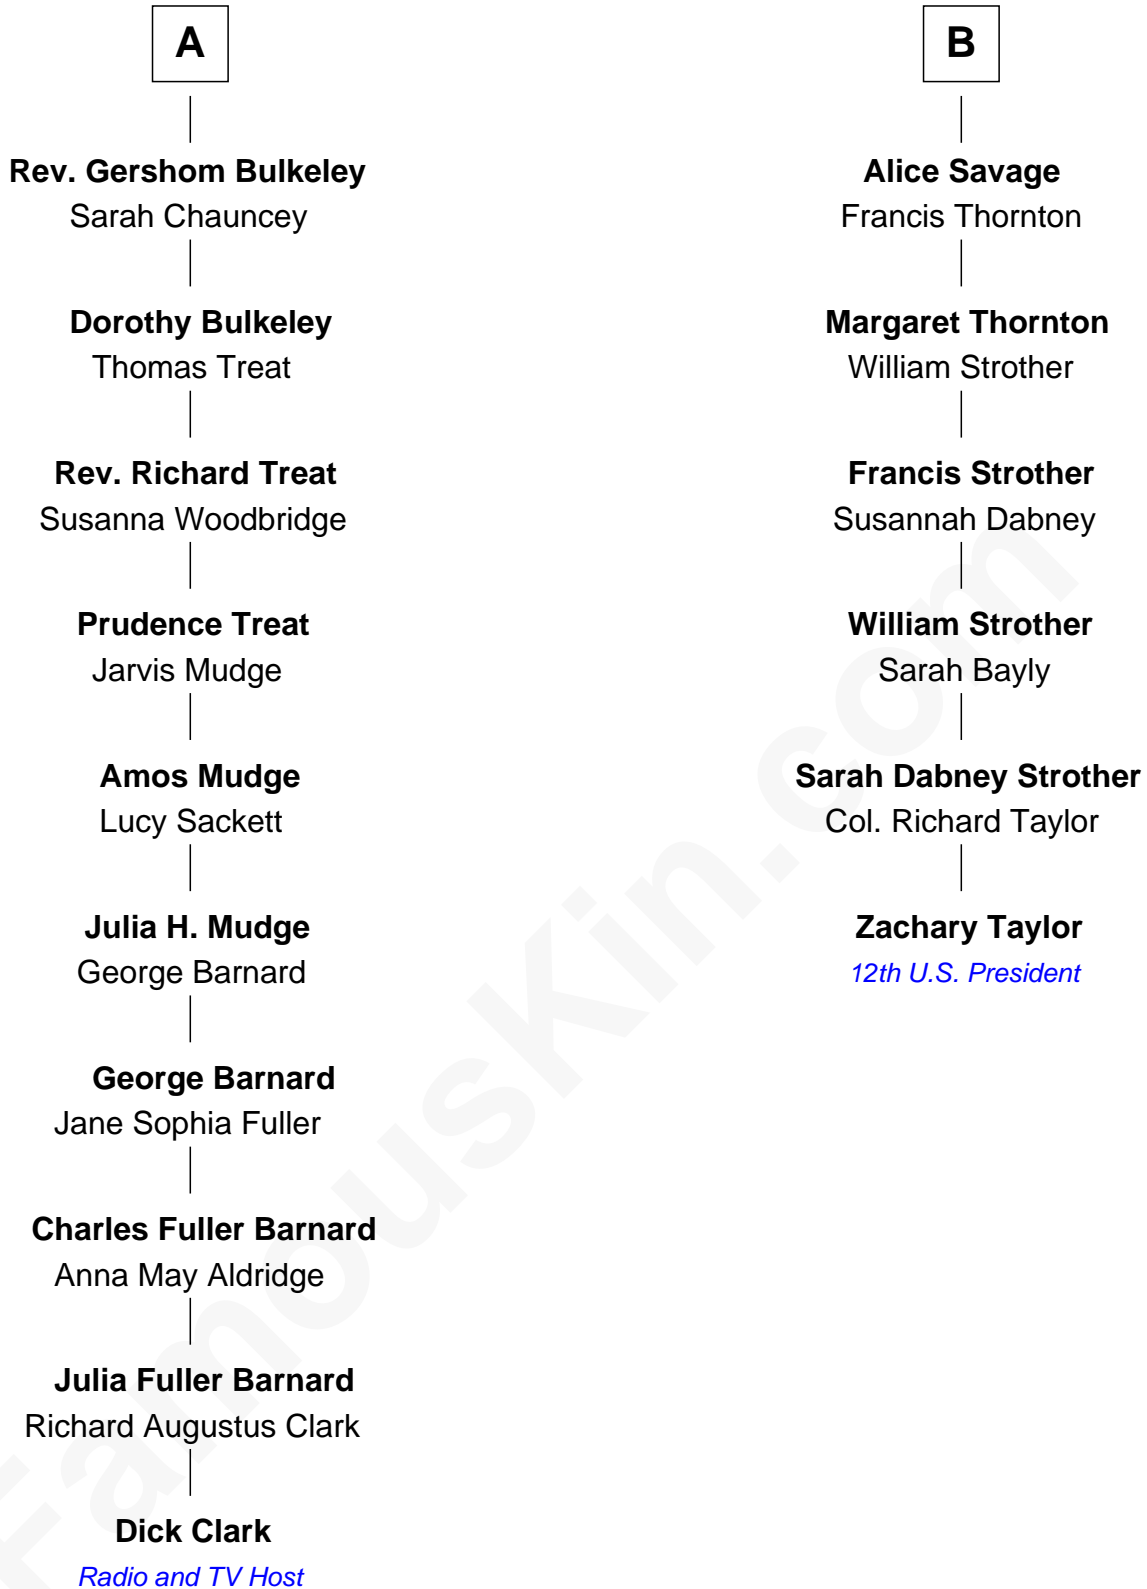 A
Rev. Gershom Bulkeley
Sarah Chauncey
Dorothy Bulkeley
Thomas Treat
Rev. Richard Treat
Susanna Woodbridge
Prudence Treat
Jarvis Mudge
Amos Mudge
Lucy Sackett
Julia H. Mudge
George Barnard
George Barnard
Jane Sophia Fuller
Charles Fuller Barnard
Anna May Aldridge
Julia Fuller Barnard
Richard Augustus Clark
Dick Clark
Radio and TV Host
B
Alice Savage
Francis Thornton
Margaret Thornton
William Strother
Francis Strother
Susannah Dabney
William Strother
Sarah Bayly
Sarah Dabney Strother
Col. Richard Taylor
Zachary Taylor
12th U.S. President
FamousKin.com